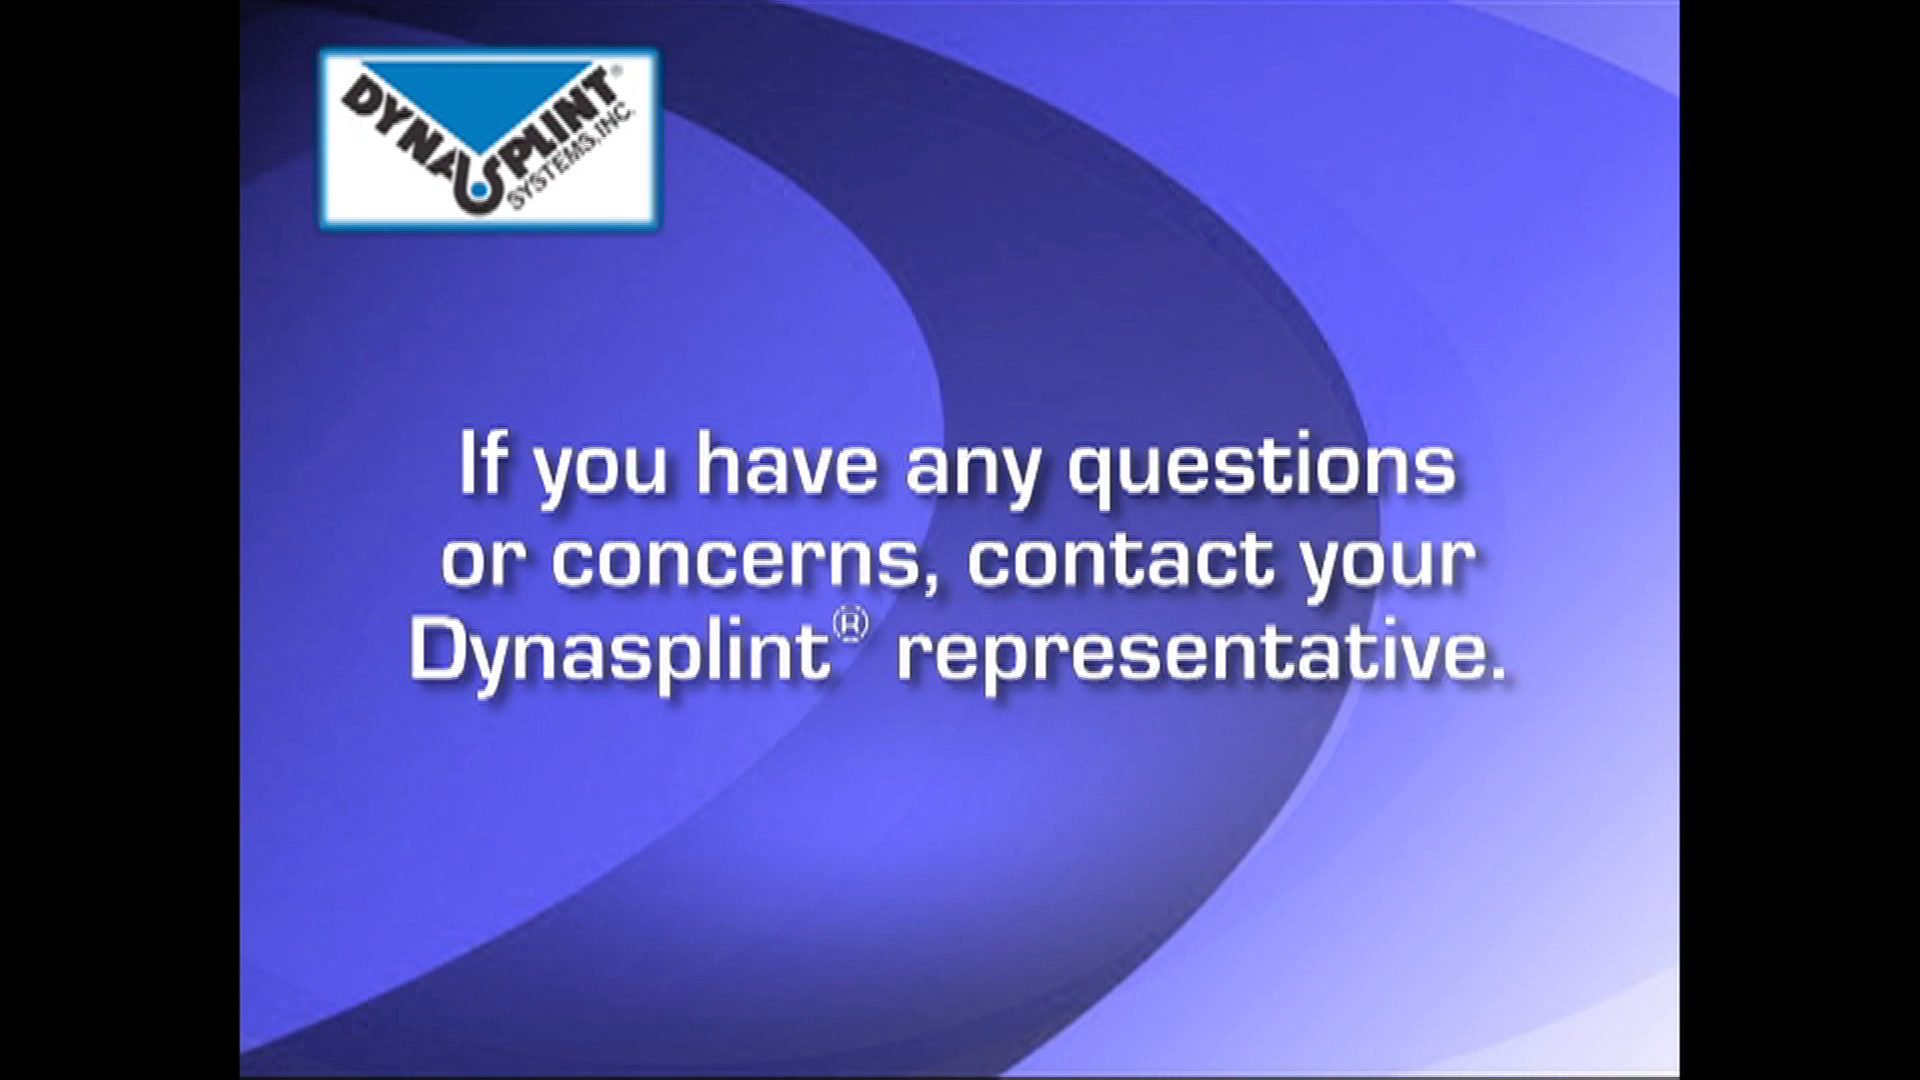 DYNASPLINT®
SYSTEMS, INC.
If you have any questions
or concerns, contact your
Dynasplint® representative.